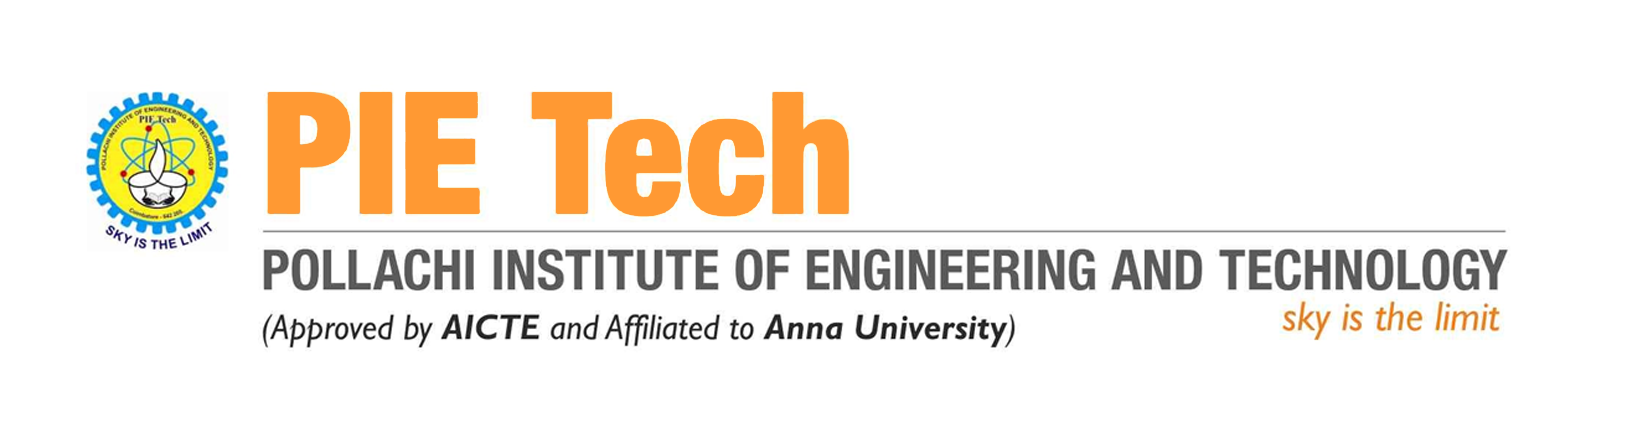 POLLACHI INSTITUTE OF ENGINEERING AND TECHNOLOGY
PIE Tech
Coimbatore - 642 205.
SKY IS THE LIMIT
PIE Tech
POLLACHI INSTITUTE OF ENGINEERING AND TECHNOLOGY
sky is the limit
(Approved by AICTE and Affiliated to Anna University)